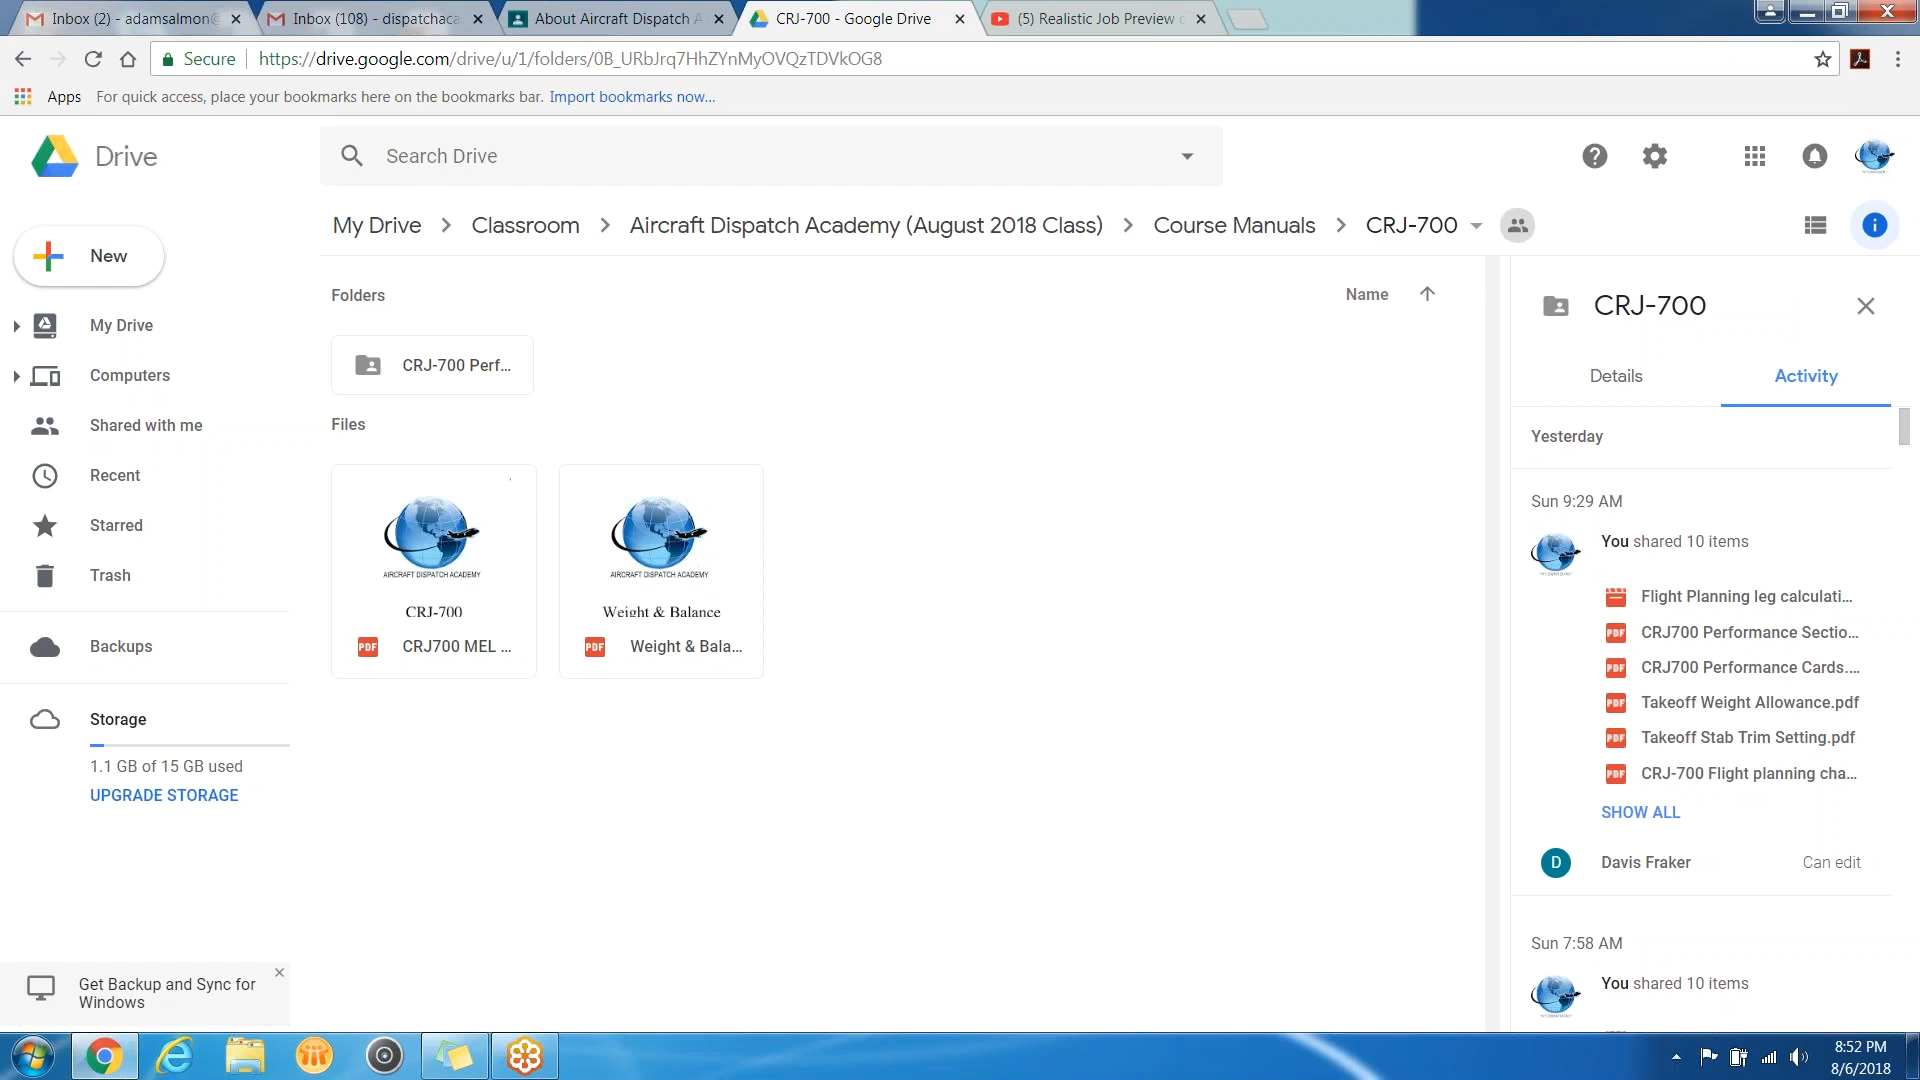 Inbox (2) - adamsalmon@
Inbox (108) - dispatchaca
About Aircraft Dispatch A
CRJ-700 - Google Drive
(5) Realistic Job Preview
Secure
https://drive.google.com/drive/u/1/folders/0B_URbJrq7HhZYnMyOVQzTDVkOG8
Apps For quick access, place your bookmarks here on the bookmarks bar. Import bookmarks now...
Drive
Search Drive
My Drive > Classroom > Aircraft Dispatch Academy (August 2018 Class) > Course Manuals > CRJ-700
New
My Drive
Computers
Shared with me
Recent
Starred
Trash
Backups
Storage
1.1 GB of 15 GB used
UPGRADE STORAGE
Get Backup and Sync for
Windows
Folders
Name
CRJ-700 Perf...
Files
AIRCRAFT DISPATCH ACADEMY
CRJ-700
PDF CRJ700 MEL ...
AIRCRAFT DISPATCH ACADEMY
Weight & Balance
PDF Weight & Bala...
CRJ-700
Details
Activity
Yesterday
Sun 9:29 AM
You shared 10 items
Flight Planning leg calculati...
PDF CRJ700 Performance Sectio...
PDF CRJ700 Performance Cards....
PDF Takeoff Weight Allowance.pdf
PDF Takeoff Stab Trim Setting.pdf
PDF CRJ-700 Flight planning cha...
SHOW ALL
D Davis Fraker Can edit
Sun 7:58 AM
You shared 10 items
8:52 PM
8/6/2018